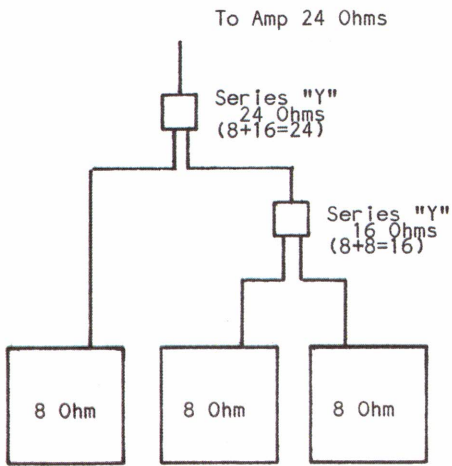 To Amp 24 Ohms
Series "Y"
24 Ohms
(8+16=24)
Series "Y"
16 Ohms
(8+8=16)
8 Ohm
8 Ohm
8 Ohm